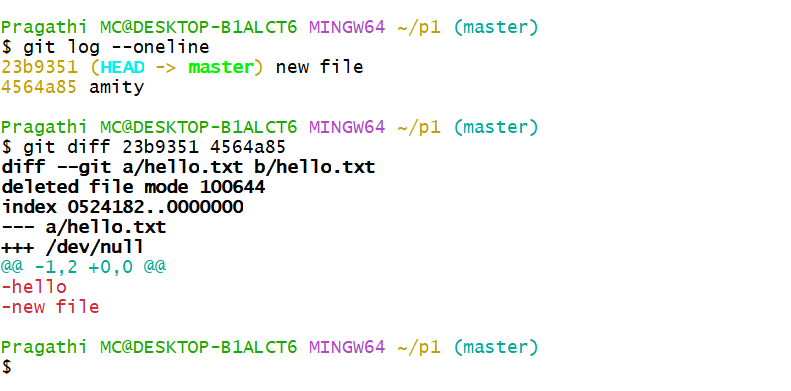 Pragathi MC@DESKTOP-B1ALCT6 MINGW64 ~/p1 (master)
$ git log --oneline
23b9351 (HEAD -> master) new file
4564a85 amity
Pragathi MC@DESKTOP-B1ALCT6 MINGW64 ~/p1 (master)
$ git diff 23b9351 4564a85
diff --git a/hello.txt b/hello.txt
deleted file mode 100644
index 0524182..0000000
--- a/hello.txt
+++ /dev/null
@@ -1,2 +0,0 @@
-hello
-new file
Pragathi MC@DESKTOP-B1ALCT6 MINGW64 ~/p1 (master)
$